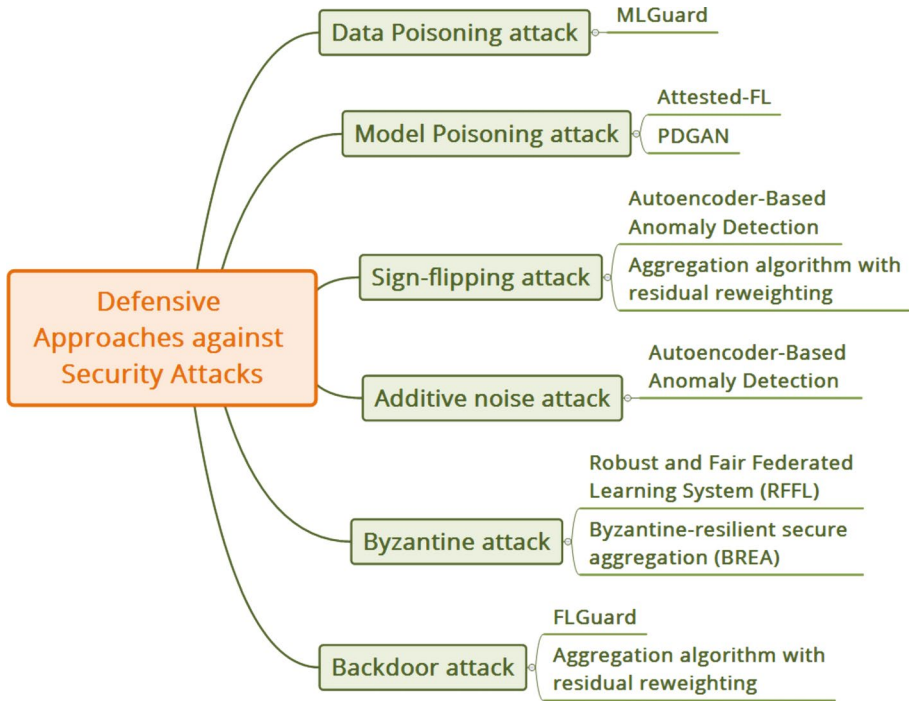 Defensive
Approaches against
Security Attacks
Data Poisoning attack
MLGuard
Model Poisoning attack
Attested-FL
PDGAN
Sign-flipping attack
Autoencoder-Based
Anomaly Detection
Aggregation algorithm with
residual reweighting
Additive noise attack
Autoencoder-Based
Anomaly Detection
Byzantine attack
Robust and Fair Federated
Learning System (RFFL)
Byzantine-resilient secure
aggregation (BREA)
Backdoor attack
FLGuard
Aggregation algorithm with
residual reweighting